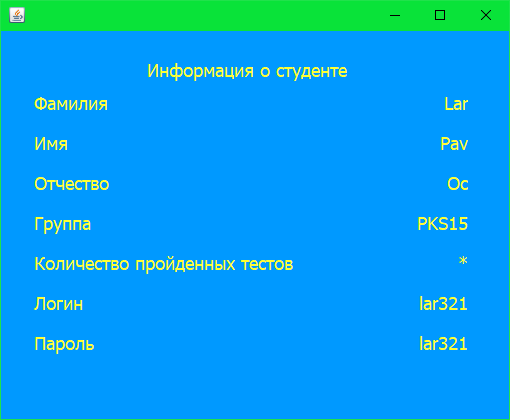 Информация о студенте
Фамилия Lar
Имя Pav
Отчество Oc
Группа PKS15
Количество пройденных тестов *
Логин lar321
Пароль lar321